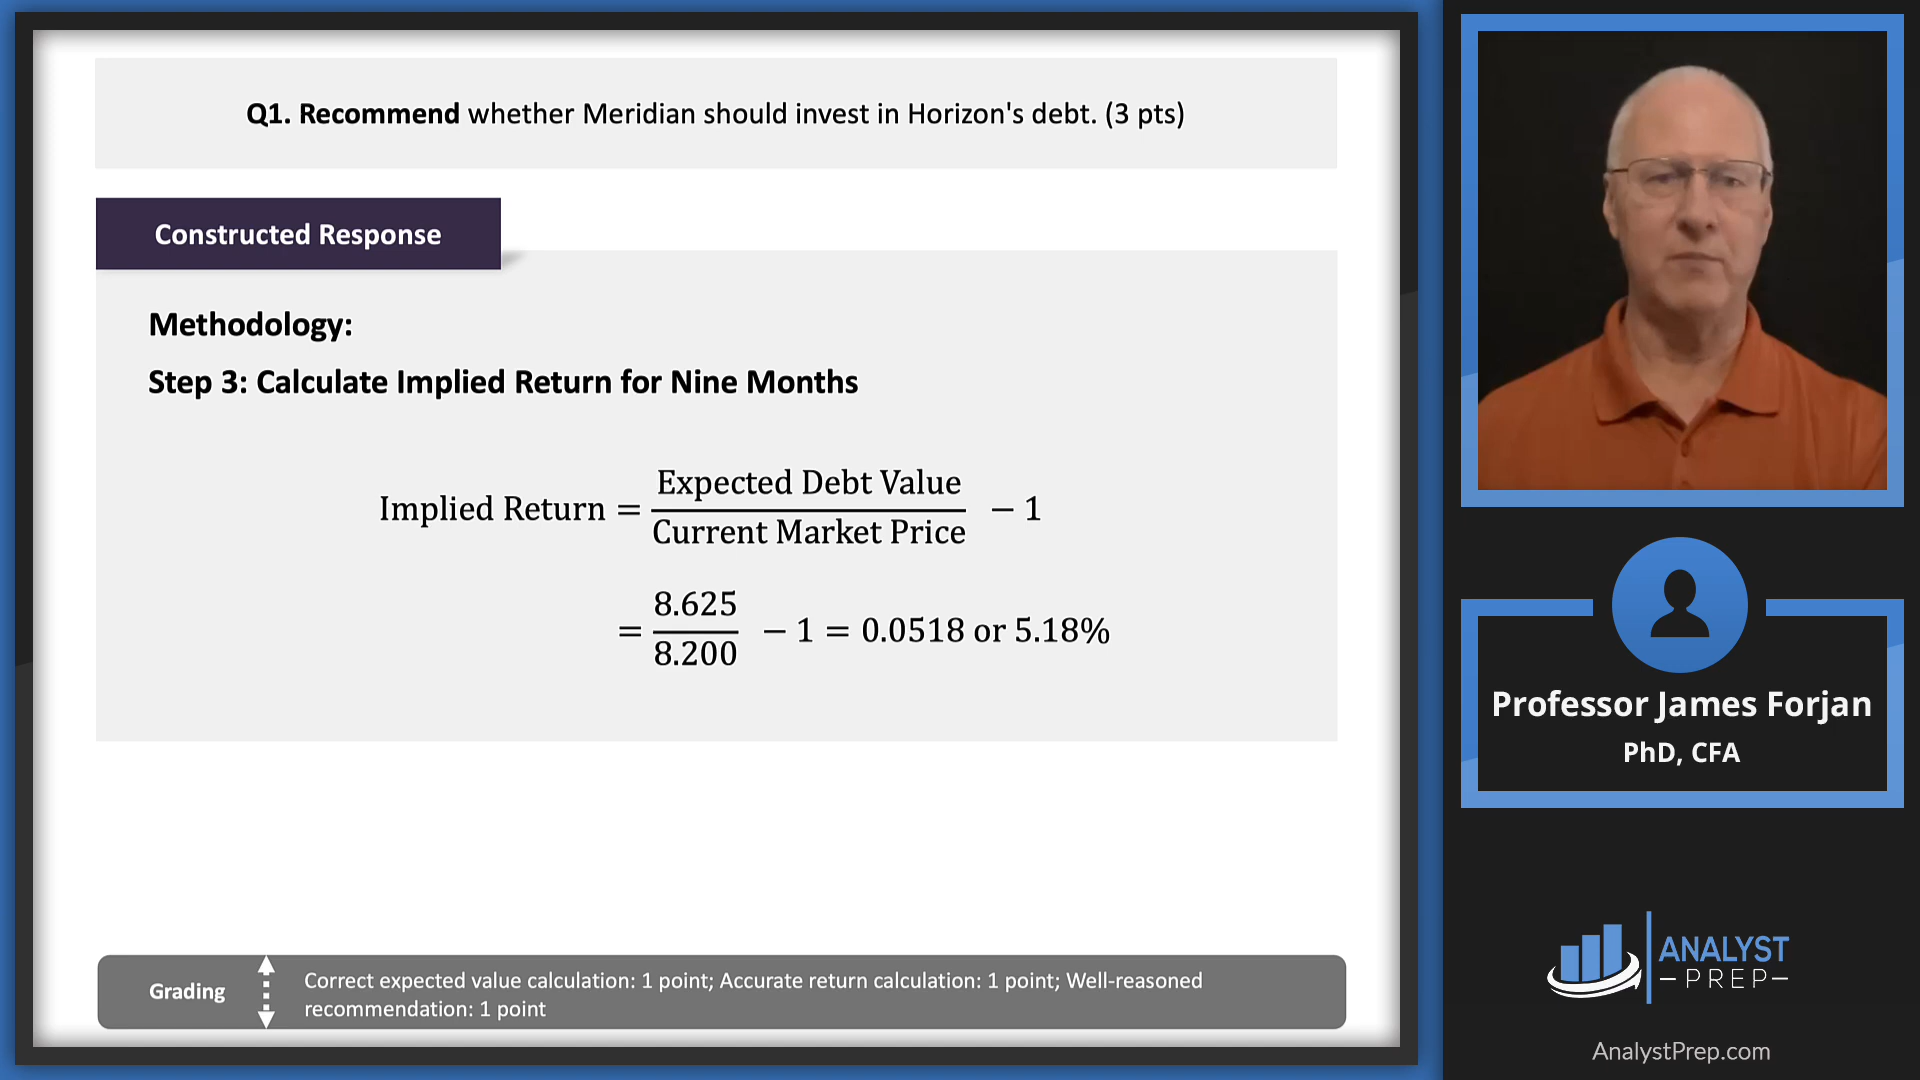 Q1. Recommend whether Meridian should invest in Horizon's debt. (3 pts)
Constructed Response
Methodology:
Step 3: Calculate Implied Return for Nine Months
Implied Return = Expected Debt Value / Current Market Price − 1
= 8.625 / 8.200 − 1 = 0.0518 or 5.18%
Grading
Correct expected value calculation: 1 point; Accurate return calculation: 1 point; Well-reasoned
recommendation: 1 point
Professor James Forjan
PhD, CFA
ANALYST
PREP
AnalystPrep.com